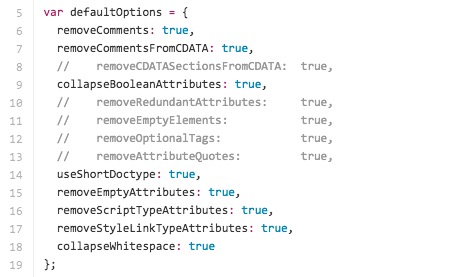 5 var defaultOptions = {
6 removeComments: true,
7 removeCommentsFromCDATA: true,
8 // removeCDATASectionsFromCDATA: true,
9 collapseBooleanAttributes: true,
10 // removeRedundantAttributes: true,
11 // removeEmptyElements: true,
12 // removeOptionalTags: true,
13 // removeAttributeQuotes: true,
14 useShortDoctype: true,
15 removeEmptyAttributes: true,
16 removeScriptTypeAttributes: true,
17 removeStyleLinkTypeAttributes: true,
18 collapseWhitespace: true
19 };